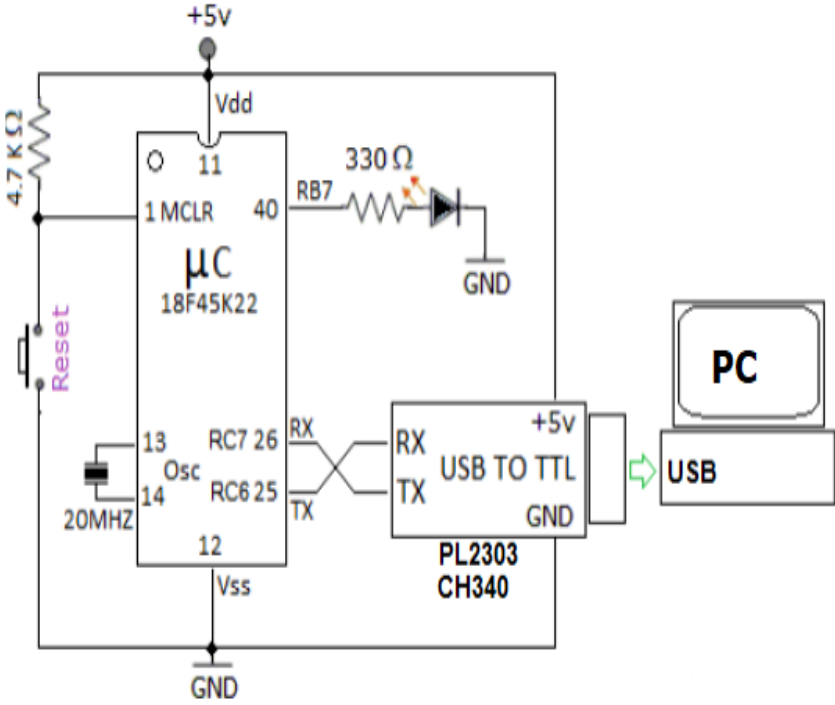 +5v
Vdd
4.7 K Ω
11
330 Ω
1 MCLR
40
RB7
µC
18F45K22
GND
Reset
PC
13
Osc
14
20MHZ
RC7 26
RX
RC6 25
TX
RX
TX
+5v
USB TO TTL
GND
USB
PL2303
CH340
12
Vss
GND